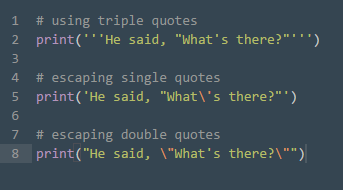 1 # using triple quotes
2 print('''He said, "What's there?"''')
3
4 # escaping single quotes
5 print('He said, "What\'s there?"')
6
7 # escaping double quotes
8 print("He said, \"What's there?\"")